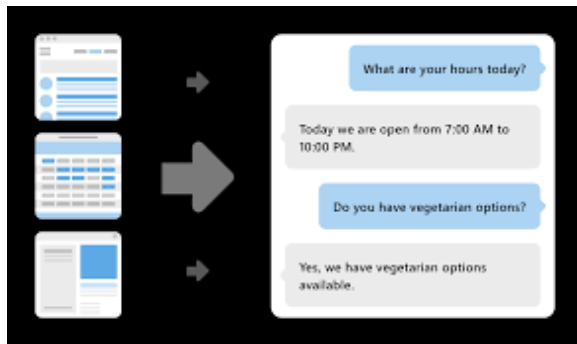 What are your hours today?
Today we are open from 7:00 AM to
10:00 PM.
Do you have vegetarian options?
Yes, we have vegetarian options
available.